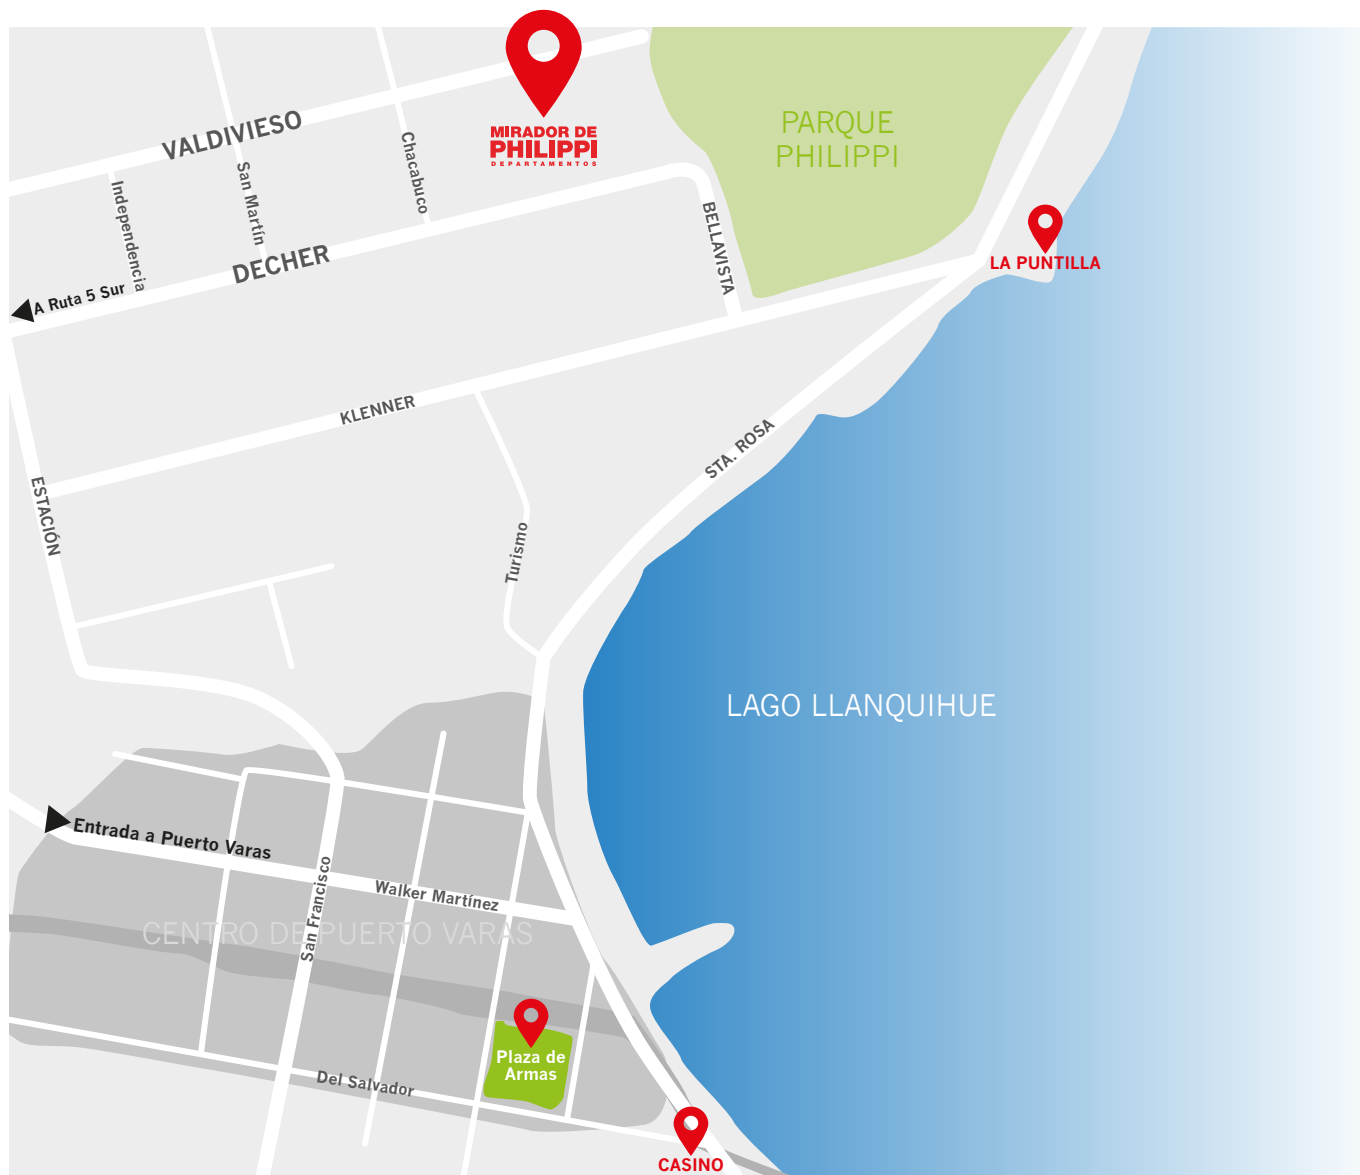 MIRADOR DE
PHILIPPI
DEPARTAMENTOS
PARQUE
PHILIPPI
VALDIVIESO
Chacabuco
San Martín
Independencia
BELLAVISTA
LA PUNTILLA
DECHER
A Ruta 5 Sur
KLENNER
STA. ROSA
ESTACIÓN
Turismo
LAGO LLANQUIHUE
Entrada a Puerto Varas
Walker Martínez
San Francisco
CENTRO DE PUERTO VARAS
Plaza de
Armas
Del Salvador
CASINO